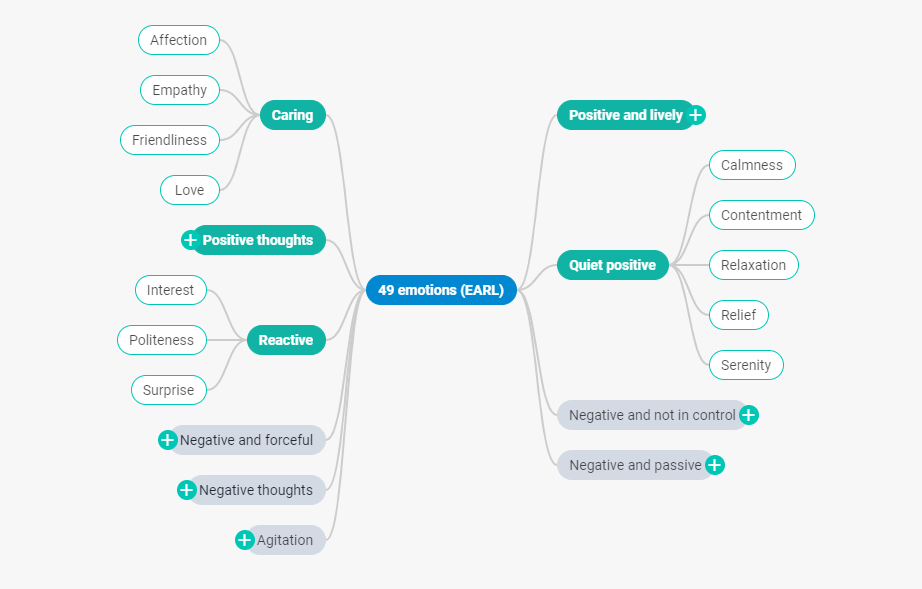 49 emotions (EARL)
Caring
Affection
Empathy
Friendliness
Love
Positive thoughts
Reactive
Interest
Politeness
Surprise
Negative and forceful
Negative thoughts
Agitation
Positive and lively
Quiet positive
Calmness
Contentment
Relaxation
Relief
Serenity
Negative and not in control
Negative and passive